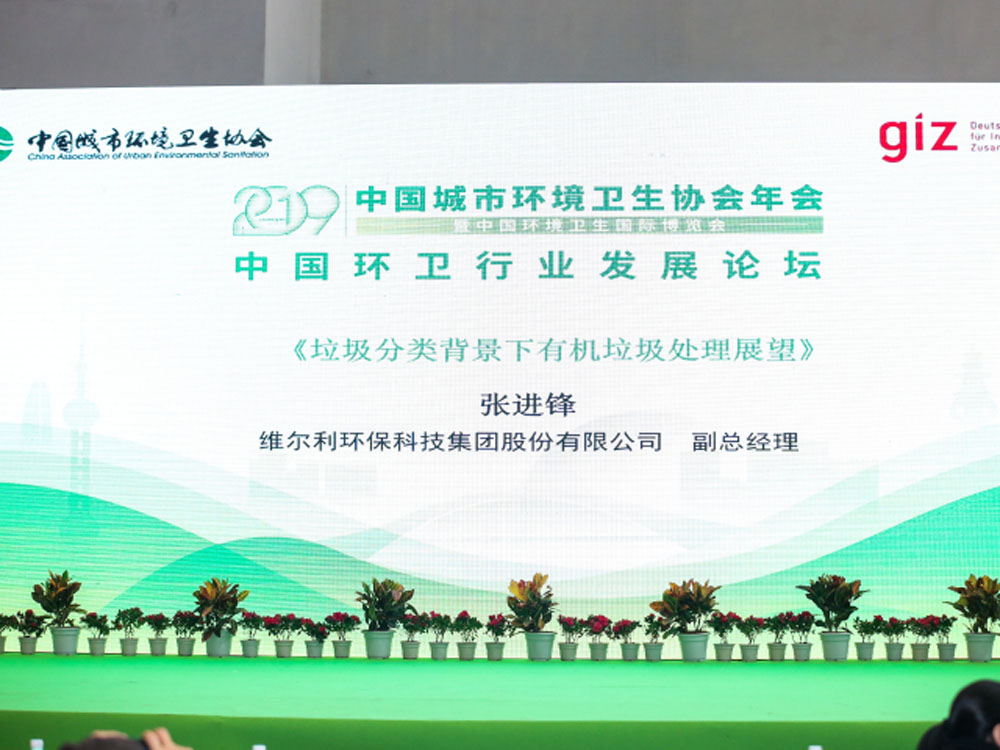 中国城市环境卫生协会
China Association of Urban Environmental Sanitation
giz
Deuts
für In
Zusam
2019
中国城市环境卫生协会年会
暨中国环境卫生国际博览会
中国环卫行业发展论坛
《垃圾分类背景下有机垃圾处理展望》
张进锋
维尔利环保科技集团股份有限公司 副总经理